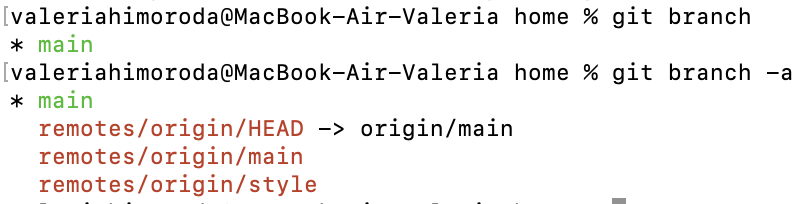 [valeriahimoroda@MacBook-Air-Valeria home % git branch
* main
[valeriahimoroda@MacBook-Air-Valeria home % git branch -a
* main
remotes/origin/HEAD -> origin/main
remotes/origin/main
remotes/origin/style